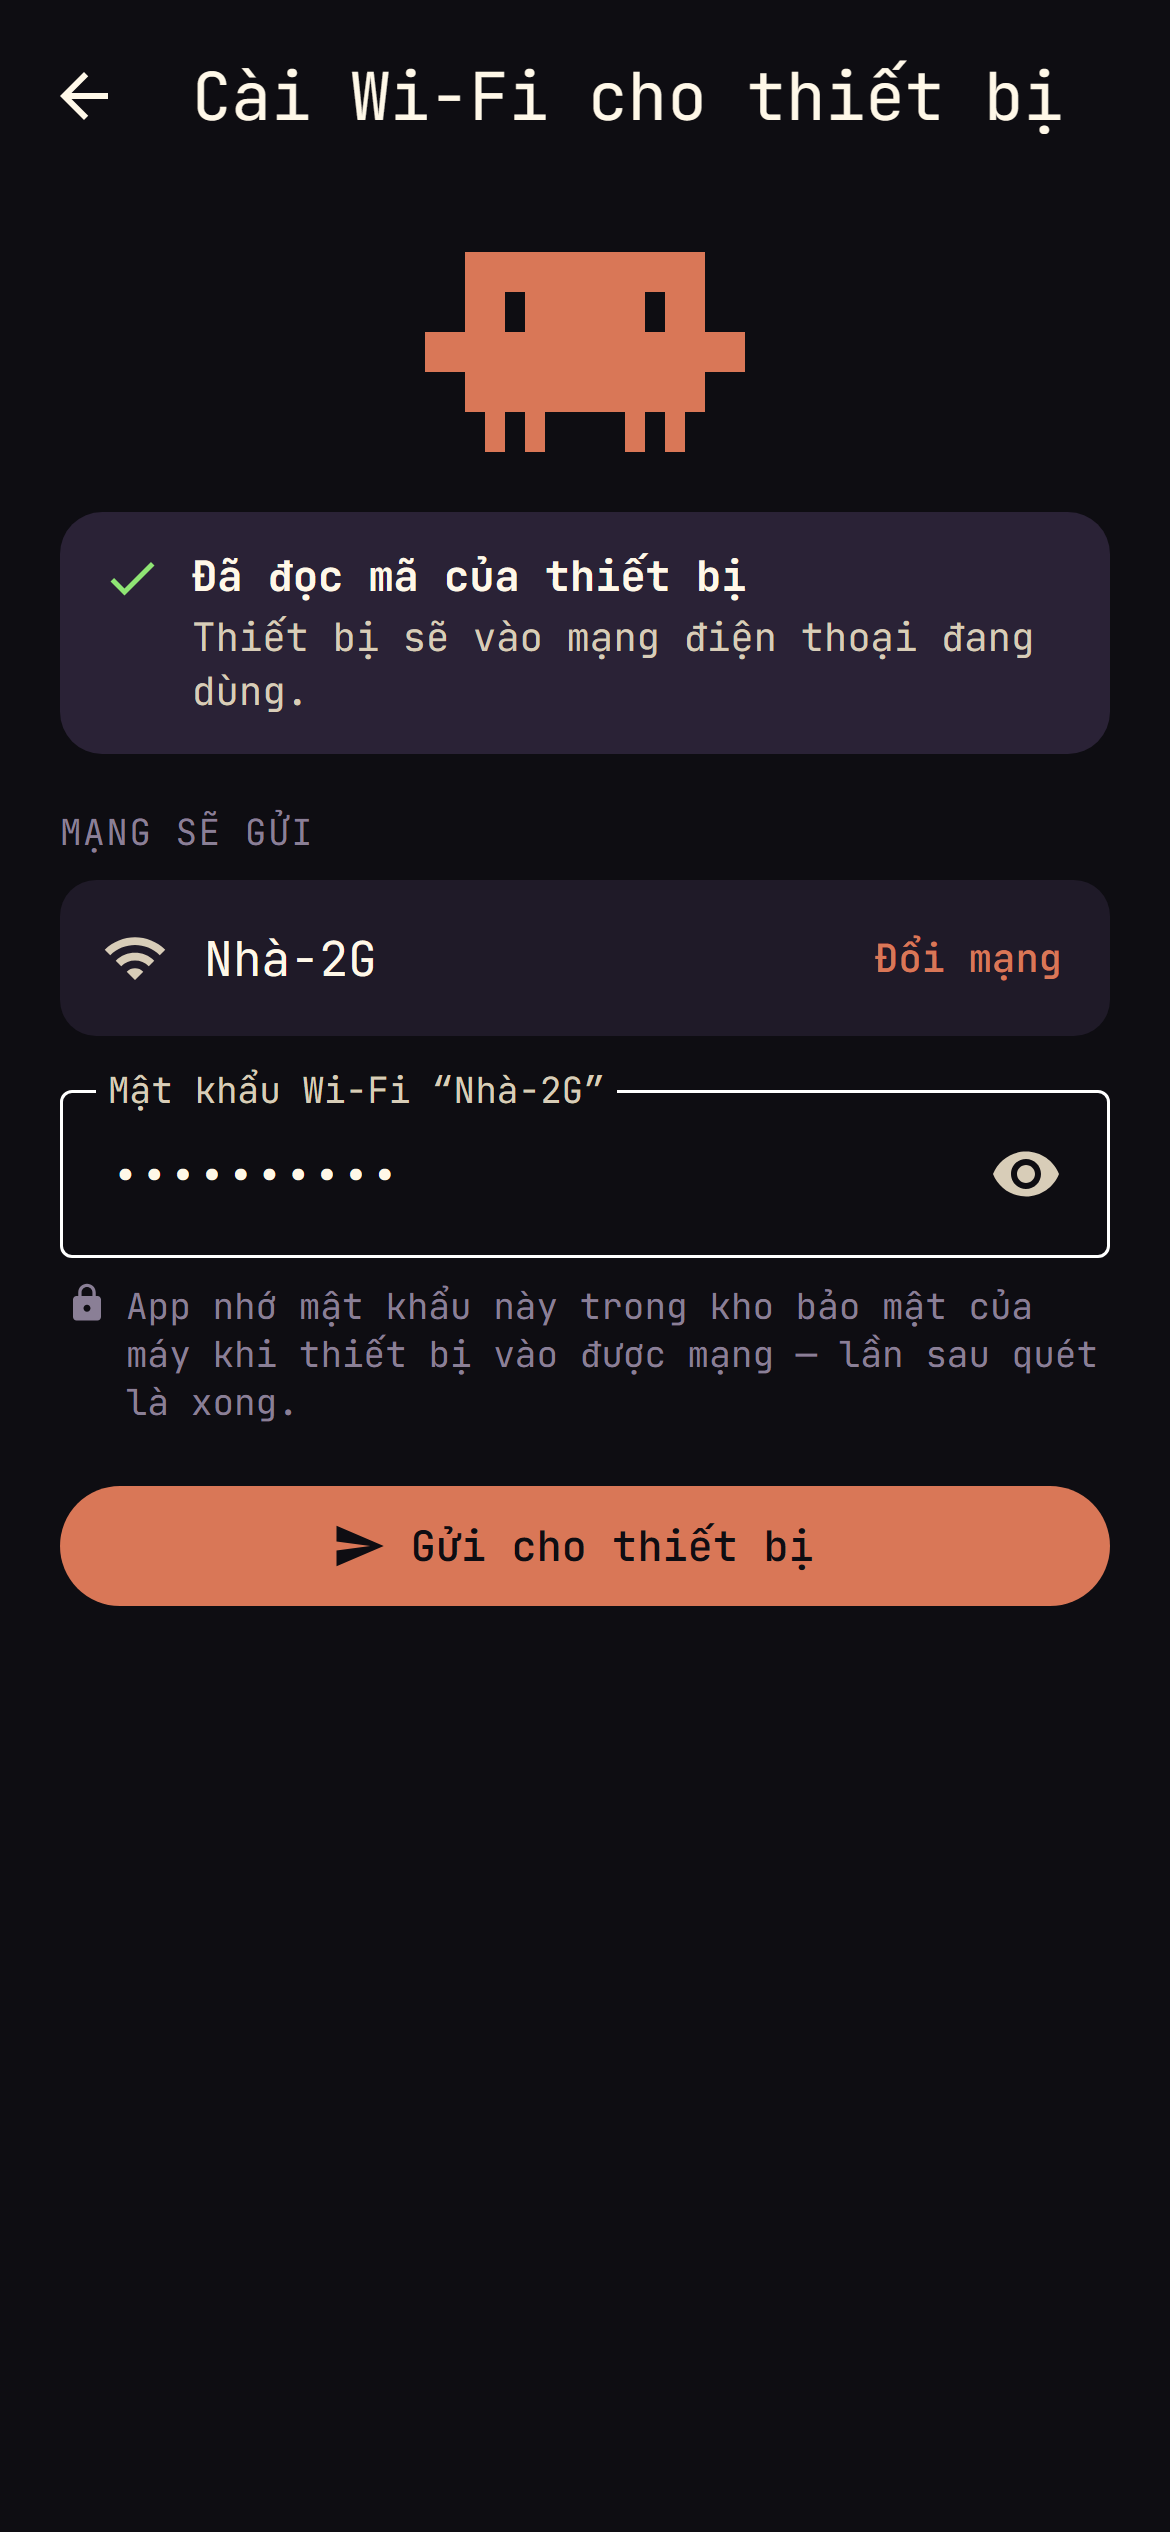 Cài Wi-Fi cho thiết bị
Đã đọc mã của thiết bị
Thiết bị sẽ vào mạng điện thoại đang
dùng.
MẠNG SẼ GỬI
Nhà-2G
Đổi mạng
Mật khẩu Wi-Fi “Nhà-2G”
••••••••••
App nhớ mật khẩu này trong kho bảo mật của
máy khi thiết bị vào được mạng — lần sau quét
là xong.
Gửi cho thiết bị